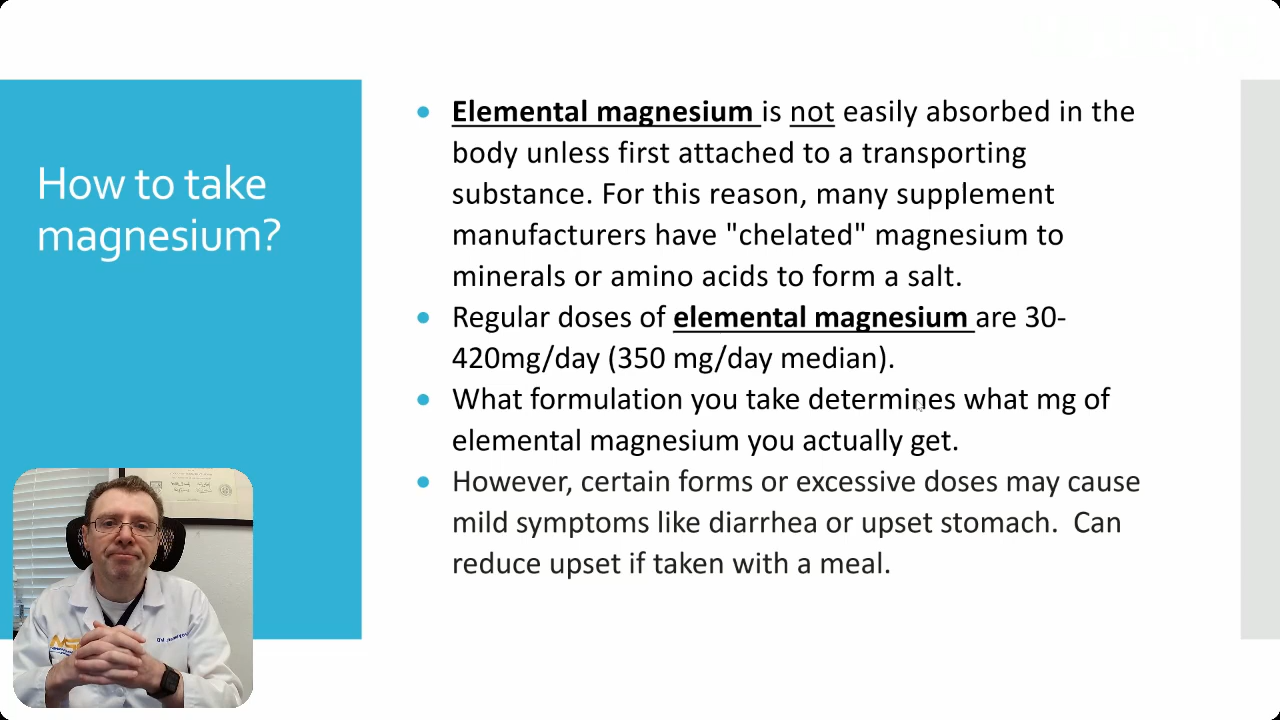 How to take
magnesium?
Elemental magnesium is not easily absorbed in the
body unless first attached to a transporting
substance. For this reason, many supplement
manufacturers have "chelated" magnesium to
minerals or amino acids to form a salt.
Regular doses of elemental magnesium are 30-
420mg/day (350 mg/day median).
What formulation you take determines what mg of
elemental magnesium you actually get.
However, certain forms or excessive doses may cause
mild symptoms like diarrhea or upset stomach. Can
reduce upset if taken with a meal.